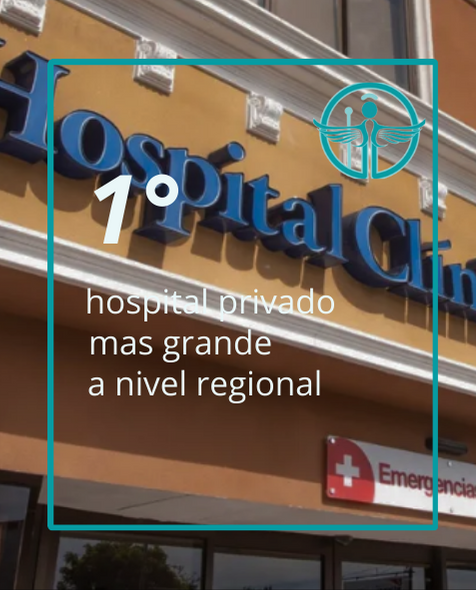 Hospital Clín
1°
hospital privado
mas grande
a nivel regional
Emergencia